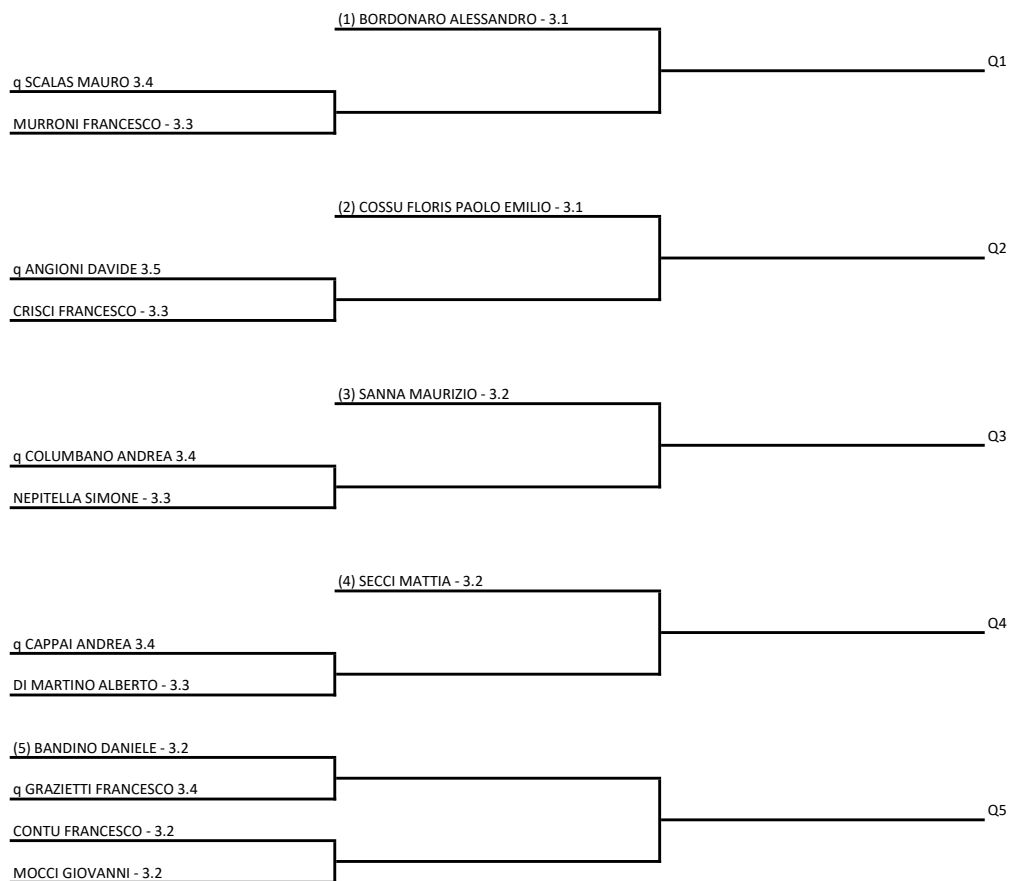 (1) BORDONARO ALESSANDRO - 3.1
Q1
q SCALAS MAURO 3.4
MURRONI FRANCESCO - 3.3
(2) COSSU FLORIS PAOLO EMILIO - 3.1
Q2
q ANGIONI DAVIDE 3.5
CRISCI FRANCESCO - 3.3
(3) SANNA MAURIZIO - 3.2
Q3
q COLUMBANO ANDREA 3.4
NEPITELLA SIMONE - 3.3
(4) SECCI MATTIA - 3.2
Q4
q CAPPAI ANDREA 3.4
DI MARTINO ALBERTO - 3.3
(5) BANDINO DANIELE - 3.2
q GRAZIETTI FRANCESCO 3.4
Q5
CONTU FRANCESCO - 3.2
MOCCI GIOVANNI - 3.2